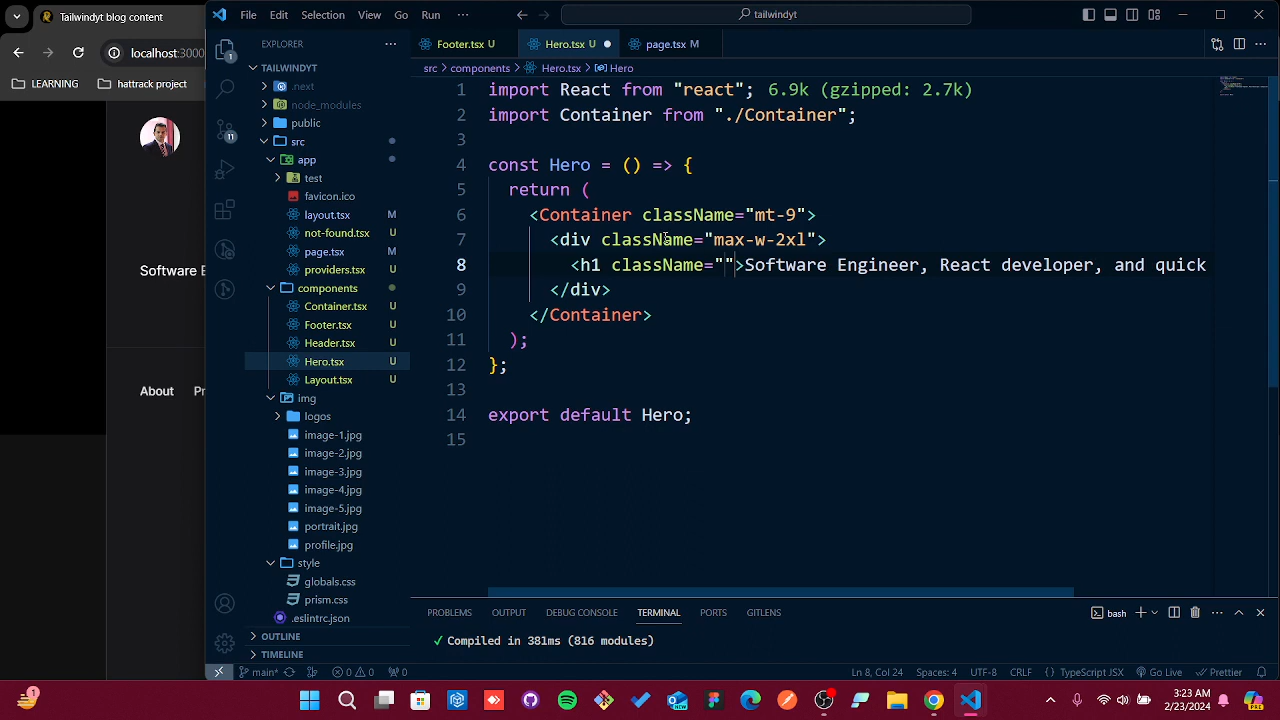 Tailwindyt blog content
localhost:3000
LEARNING
hattrack project
Software E
About
Pr
File Edit Selection View Go Run
tailwindyt
EXPLORER
TAILWINDYT
.next
node_modules
public
src
app
test
favicon.ico
layout.tsx M
not-found.tsx U
page.tsx M
providers.tsx U
components
Container.tsx U
Footer.tsx U
Header.tsx U
Hero.tsx U
Layout.tsx U
img
logos
image-1.jpg
image-2.jpg
image-3.jpg
image-4.jpg
image-5.jpg
portrait.jpg
profile.jpg
style
globals.css
prism.css
.eslintrc.json
OUTLINE
TIMELINE
1
11
Footer.tsx U
Hero.tsx U
page.tsx M
src > components > Hero.tsx > Hero
1 import React from "react"; 6.9k (gzipped: 2.7k)
2 import Container from "./Container";
3
4 const Hero = () => {
5 return (
6 <Container className="mt-9">
7 <div className="max-w-2xl">
8 <h1 className="">Software Engineer, React developer, and quick
9 </div>
10 </Container>
11 );
12 };
13
14 export default Hero;
15
PROBLEMS OUTPUT DEBUG CONSOLE TERMINAL PORTS GITLENS
bash
✓ Compiled in 381ms (816 modules)
main* 0 0 0
Ln 8, Col 24 Spaces: 4 UTF-8 CRLF TypeScript JSX Go Live Prettier
1
NEW
3:23 AM
2/23/2024
PRE